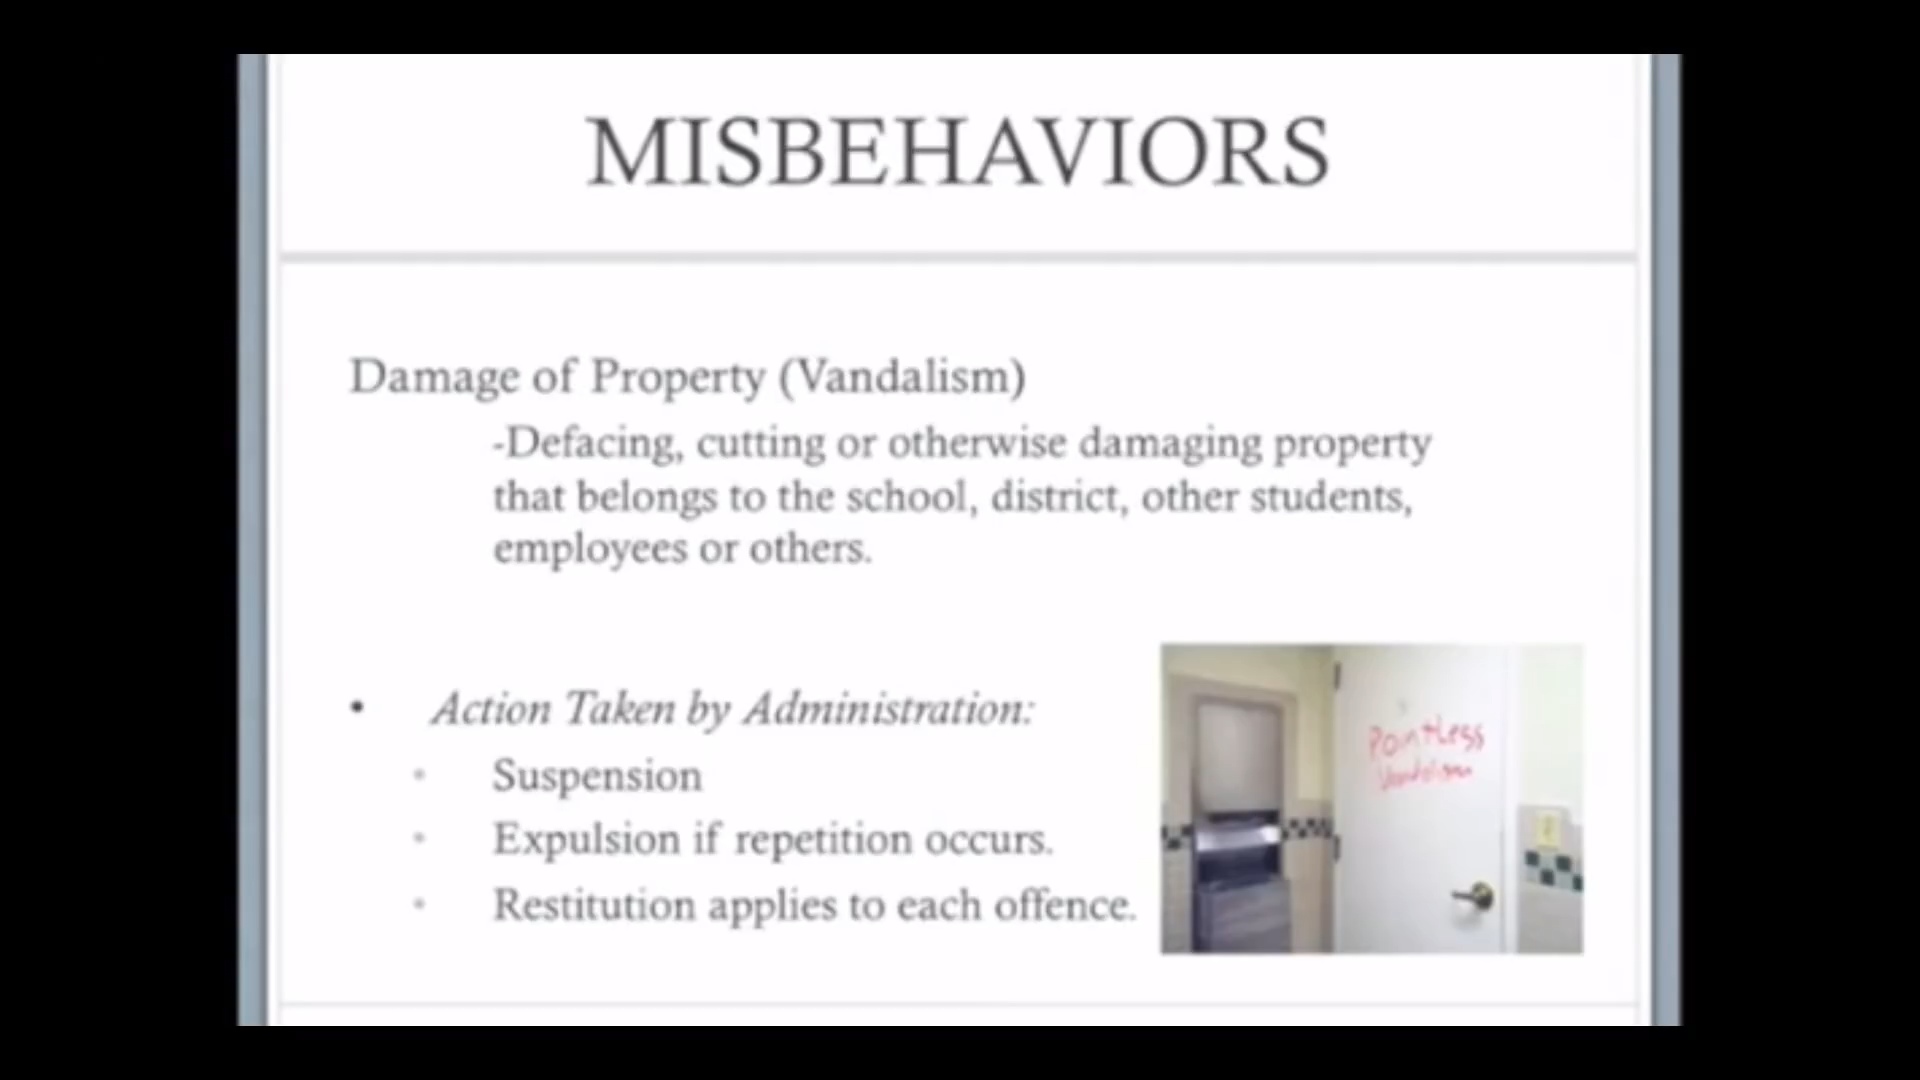 MISBEHAVIORS
Damage of Property (Vandalism)
-Defacing, cutting or otherwise damaging property
that belongs to the school, district, other students,
employees or others.
• Action Taken by Administration:
• Suspension
• Expulsion if repetition occurs.
• Restitution applies to each offence.
Pointless
Vandalism